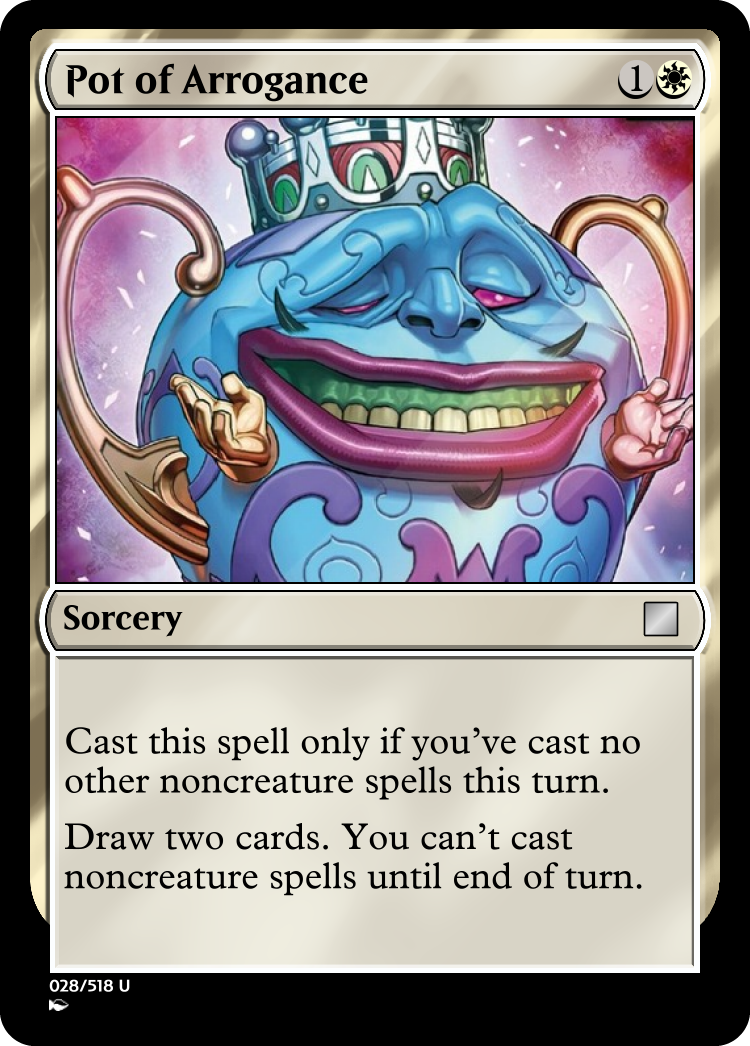 Pot of Arrogance 1
Sorcery
Cast this spell only if you've cast no
other noncreature spells this turn.
Draw two cards. You can't cast
noncreature spells until end of turn.
028/518 U